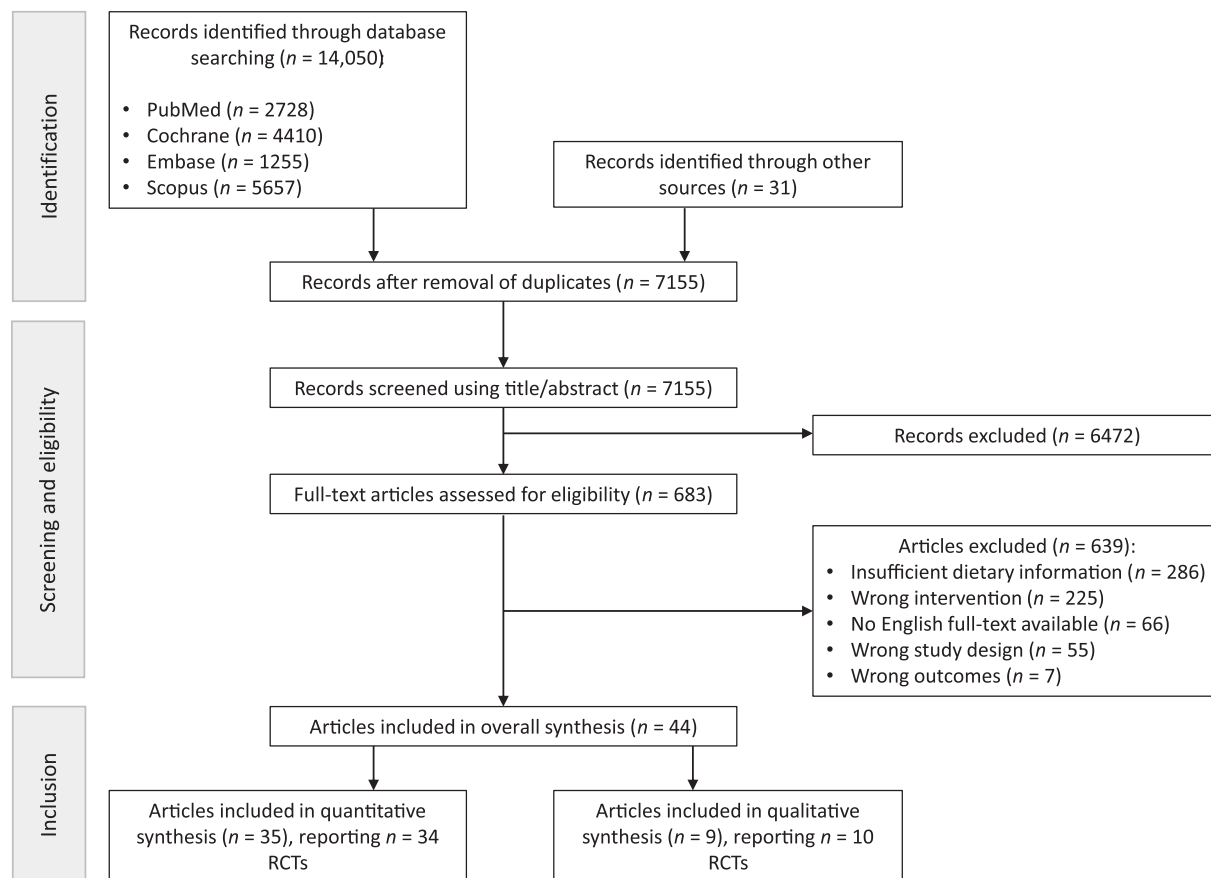 Identification
Records identified through database
searching (n = 14,050):
• PubMed (n = 2728)
• Cochrane (n = 4410)
• Embase (n = 1255)
• Scopus (n = 5657)
Records identified through other
sources (n = 31)
Records after removal of duplicates (n = 7155)
Screening and eligibility
Records screened using title/abstract (n = 7155)
Records excluded (n = 6472)
Full-text articles assessed for eligibility (n = 683)
Articles excluded (n = 639):
• Insufficient dietary information (n = 286)
• Wrong intervention (n = 225)
• No English full-text available (n = 66)
• Wrong study design (n = 55)
• Wrong outcomes (n = 7)
Inclusion
Articles included in overall synthesis (n = 44)
Articles included in quantitative
synthesis (n = 35), reporting n = 34
RCTs
Articles included in qualitative
synthesis (n = 9), reporting n = 10
RCTs